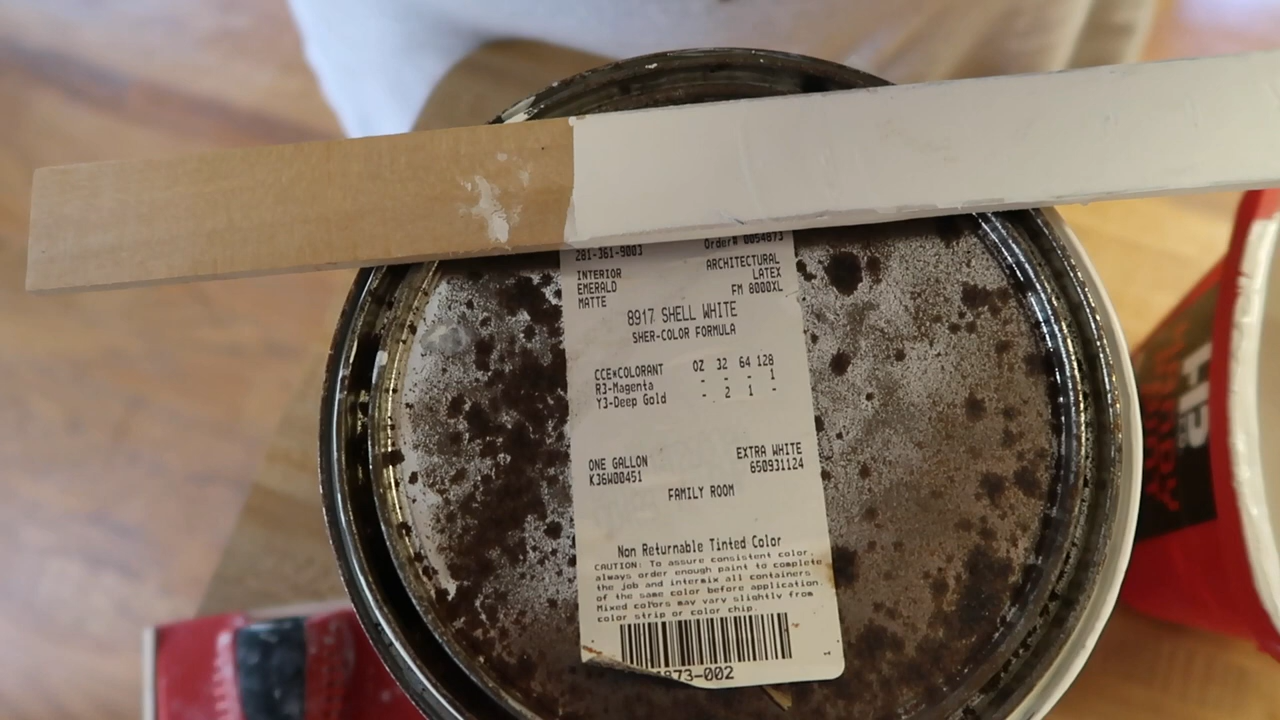 281-361-9003 Order# 0054873
INTERIOR ARCHITECTURAL
EMERALD LATEX
MATTE FM 8000XL
8917 SHELL WHITE
SHER-COLOR FORMULA
CCE*COLORANT OZ 32 64 128
R3-Magenta - - - 1
Y3-Deep Gold - 2 1 -
ONE GALLON EXTRA WHITE
K36W00451 650931124
FAMILY ROOM
Non Returnable Tinted Color
CAUTION: To assure consistent color,
always order enough paint to complete
the job and intermix all containers
of the same color before application.
Mixed colors may vary slightly from
color strip or color chip.
873-002
HP